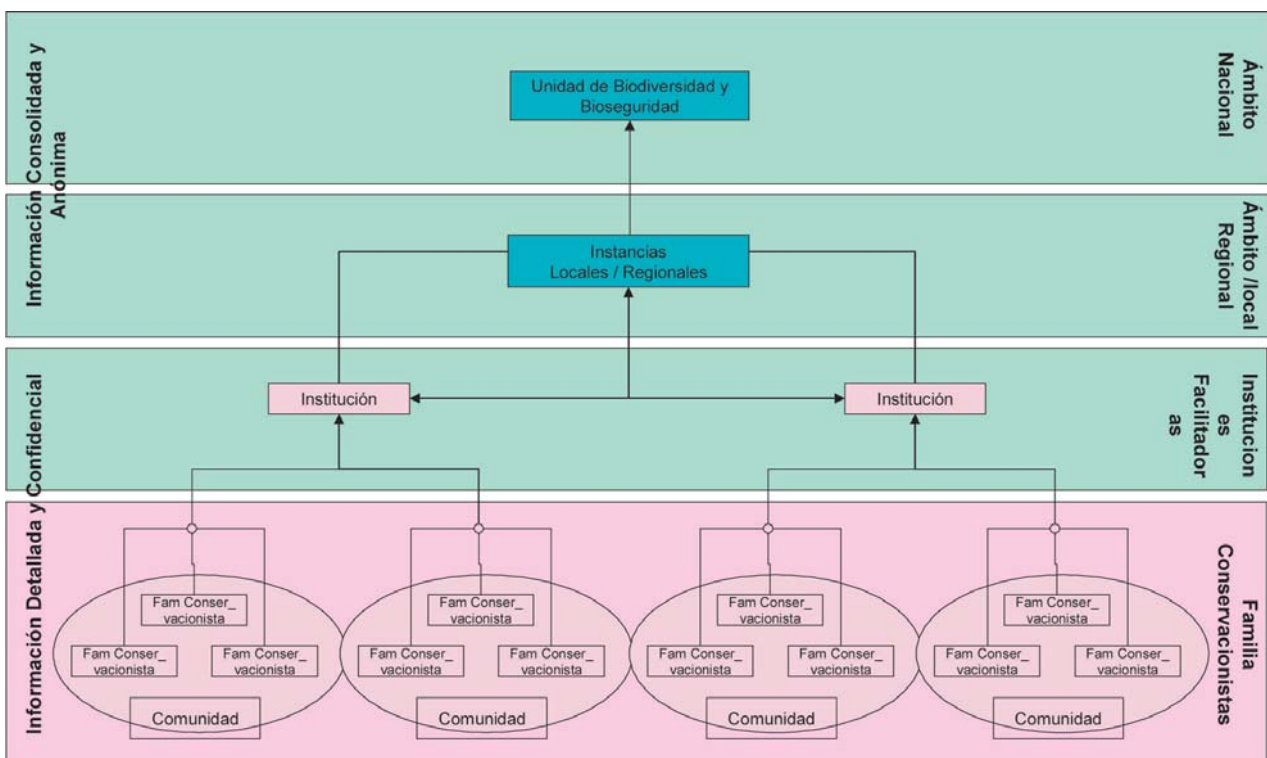 Información Consolidada y
Anónima
Unidad de Biodiversidad y
Bioseguridad
Ámbito
Nacional
Instancias
Locales / Regionales
Ámbito /local
Regional
Información Detallada y Confidencial
Institución
Institución
Institucion
es
Facilitador
as
Fam Conser_
vacionista
Fam Conser_
vacionista
Fam Conser_
vacionista
Comunidad
Fam Conser_
vacionista
Fam Conser_
vacionista
Fam Conser_
vacionista
Comunidad
Fam Conser_
vacionista
Fam Conser_
vacionista
Fam Conser_
vacionista
Comunidad
Fam Conser_
vacionista
Fam Conser_
vacionista
Fam Conser_
vacionista
Comunidad
Familia
Conservacionistas